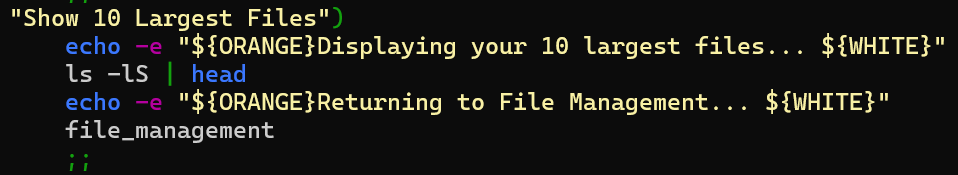 ;;
"Show 10 Largest Files")
    echo -e "${ORANGE}Displaying your 10 largest files... ${WHITE}"
    ls -lS | head
    echo -e "${ORANGE}Returning to File Management... ${WHITE}"
    file_management
    ;;